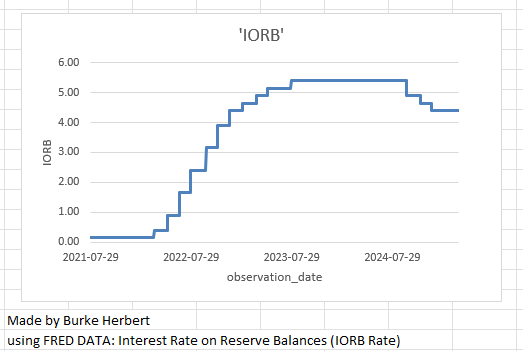 'IORB'
6.00
5.00
4.00
3.00
2.00
1.00
0.00
IORB
2021-07-29 2022-07-29 2023-07-29 2024-07-29
observation_date
Made by Burke Herbert
using FRED DATA: Interest Rate on Reserve Balances (IORB Rate)